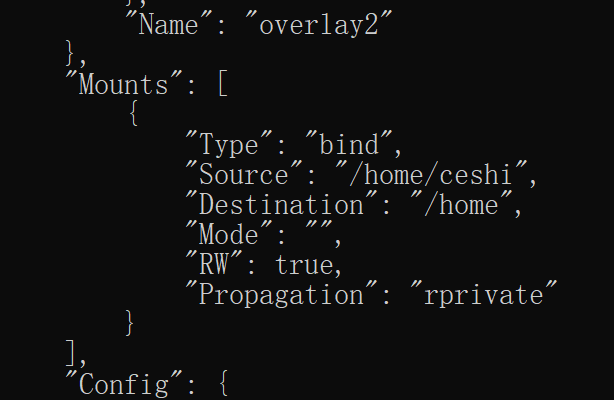 },
"Name": "overlay2"
},
"Mounts": [
{
"Type": "bind",
"Source": "/home/ceshi",
"Destination": "/home",
"Mode": "",
"RW": true,
"Propagation": "rprivate"
}
],
"Config": {